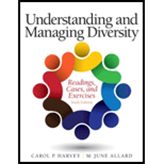 Understanding and
Managing Diversity
Readings, Cases, and
Exercises
CAROL P. HARVEY
M. JUNE ALLARD